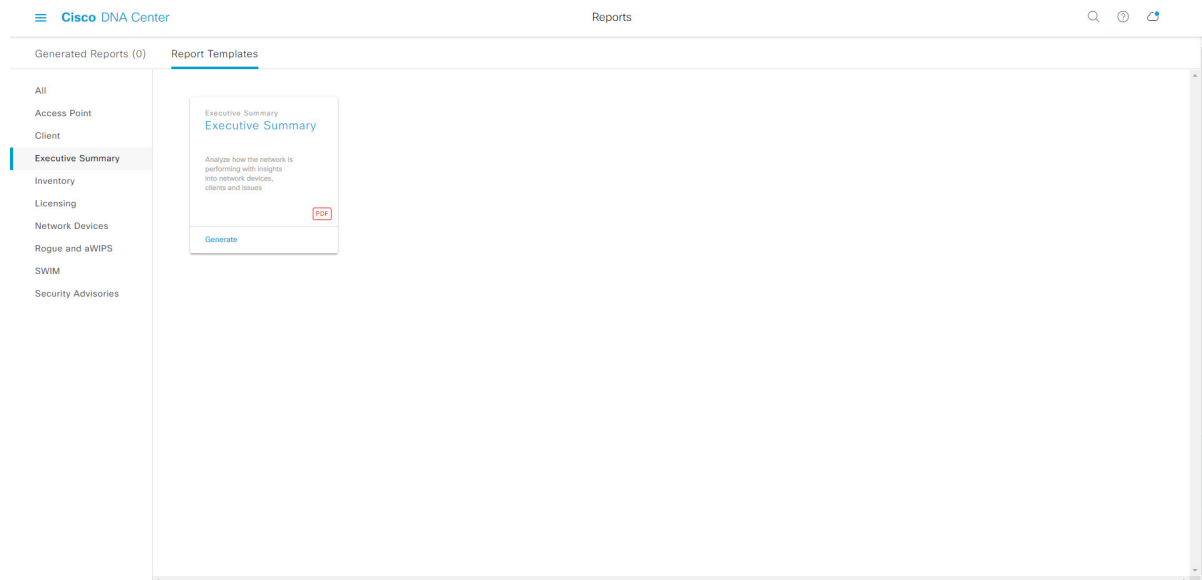 Cisco DNA Center
Reports
Generated Reports (0)
Report Templates
All
Access Point
Client
Executive Summary
Inventory
Licensing
Network Devices
Rogue and aWIPS
SWIM
Security Advisories
Executive Summary
Executive Summary
Analyze how the network is
performing with insights
into network devices,
clients and issues
PDF
Generate